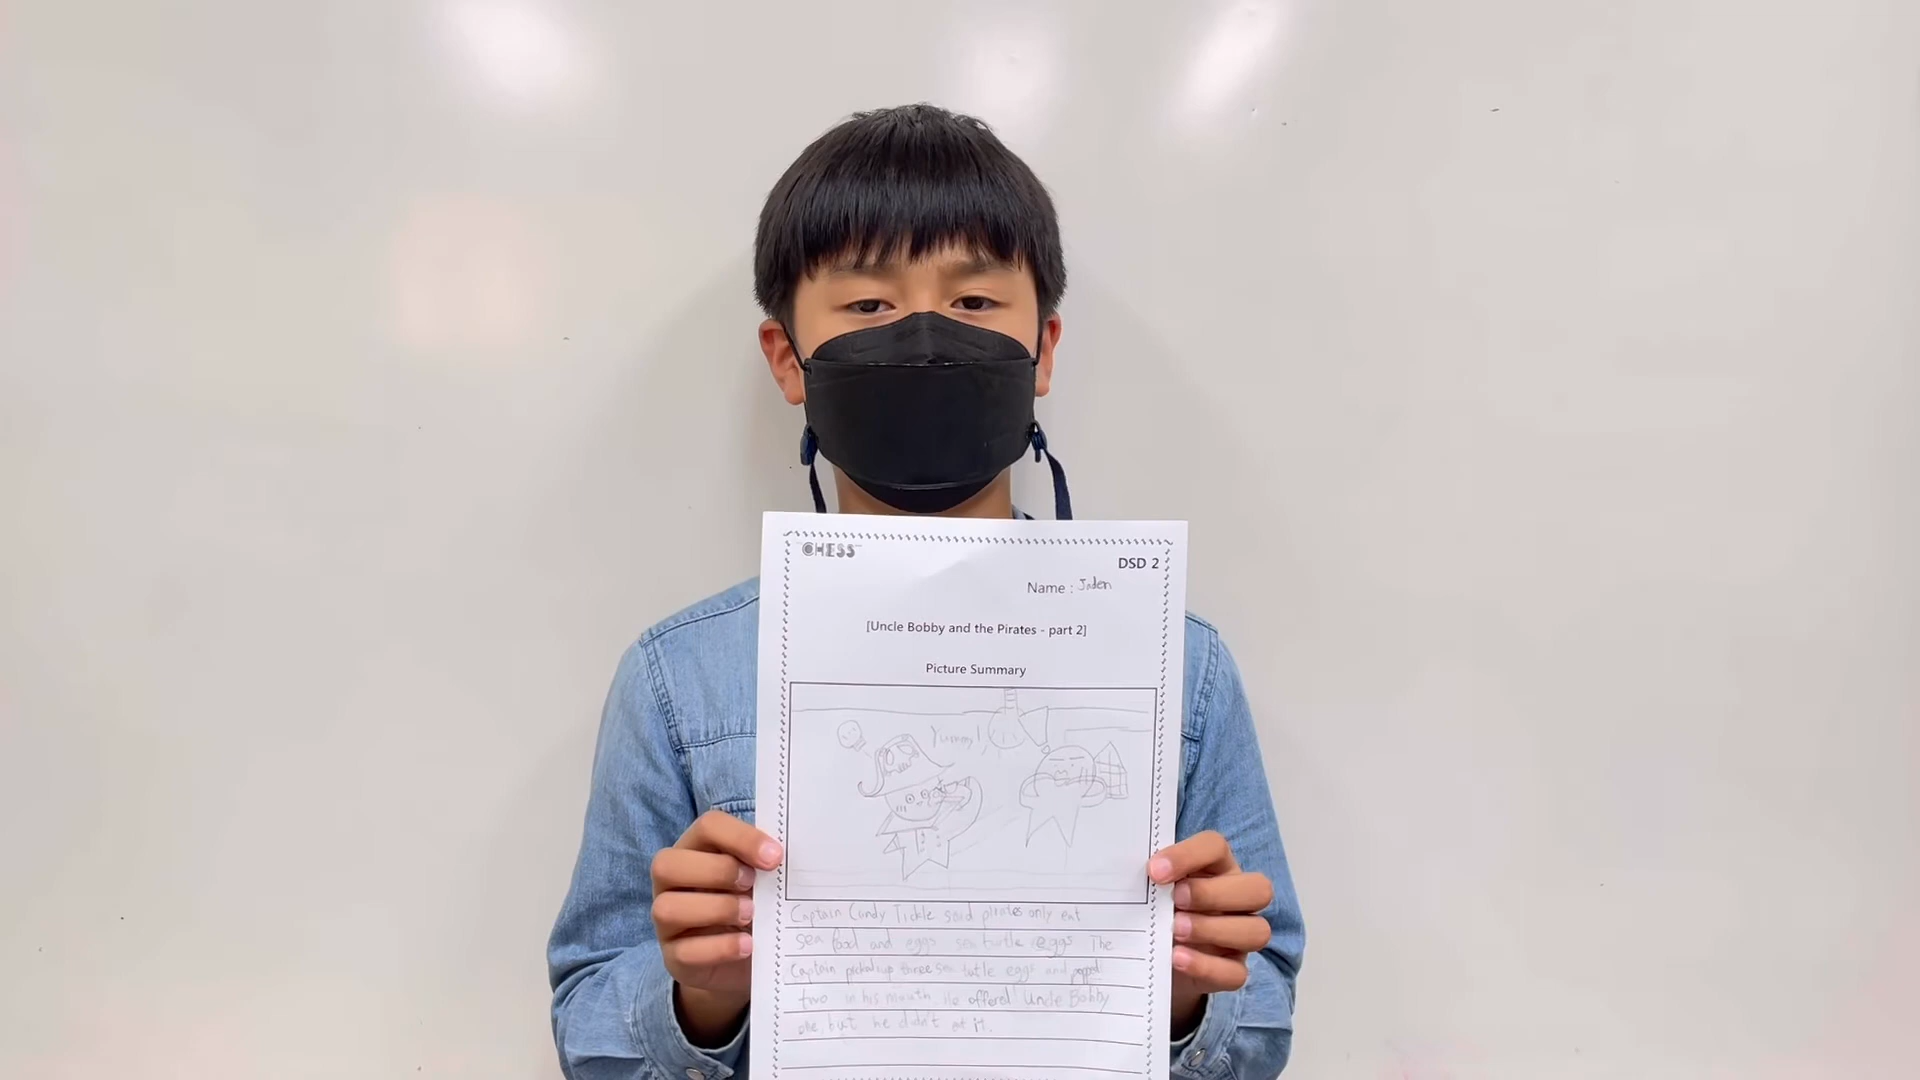 CHESS
DSD 2
Name : Jaden
[Uncle Bobby and the Pirates - part 2]
Picture Summary
Yummy!
Captain Candy Tickle said pirates only eat
sea food and eggs sea turtle eggs The
Captain picked up three sea tutle eggs and popped
two in his mouth. He offered Uncle Bobby
one, but he didn't et it.